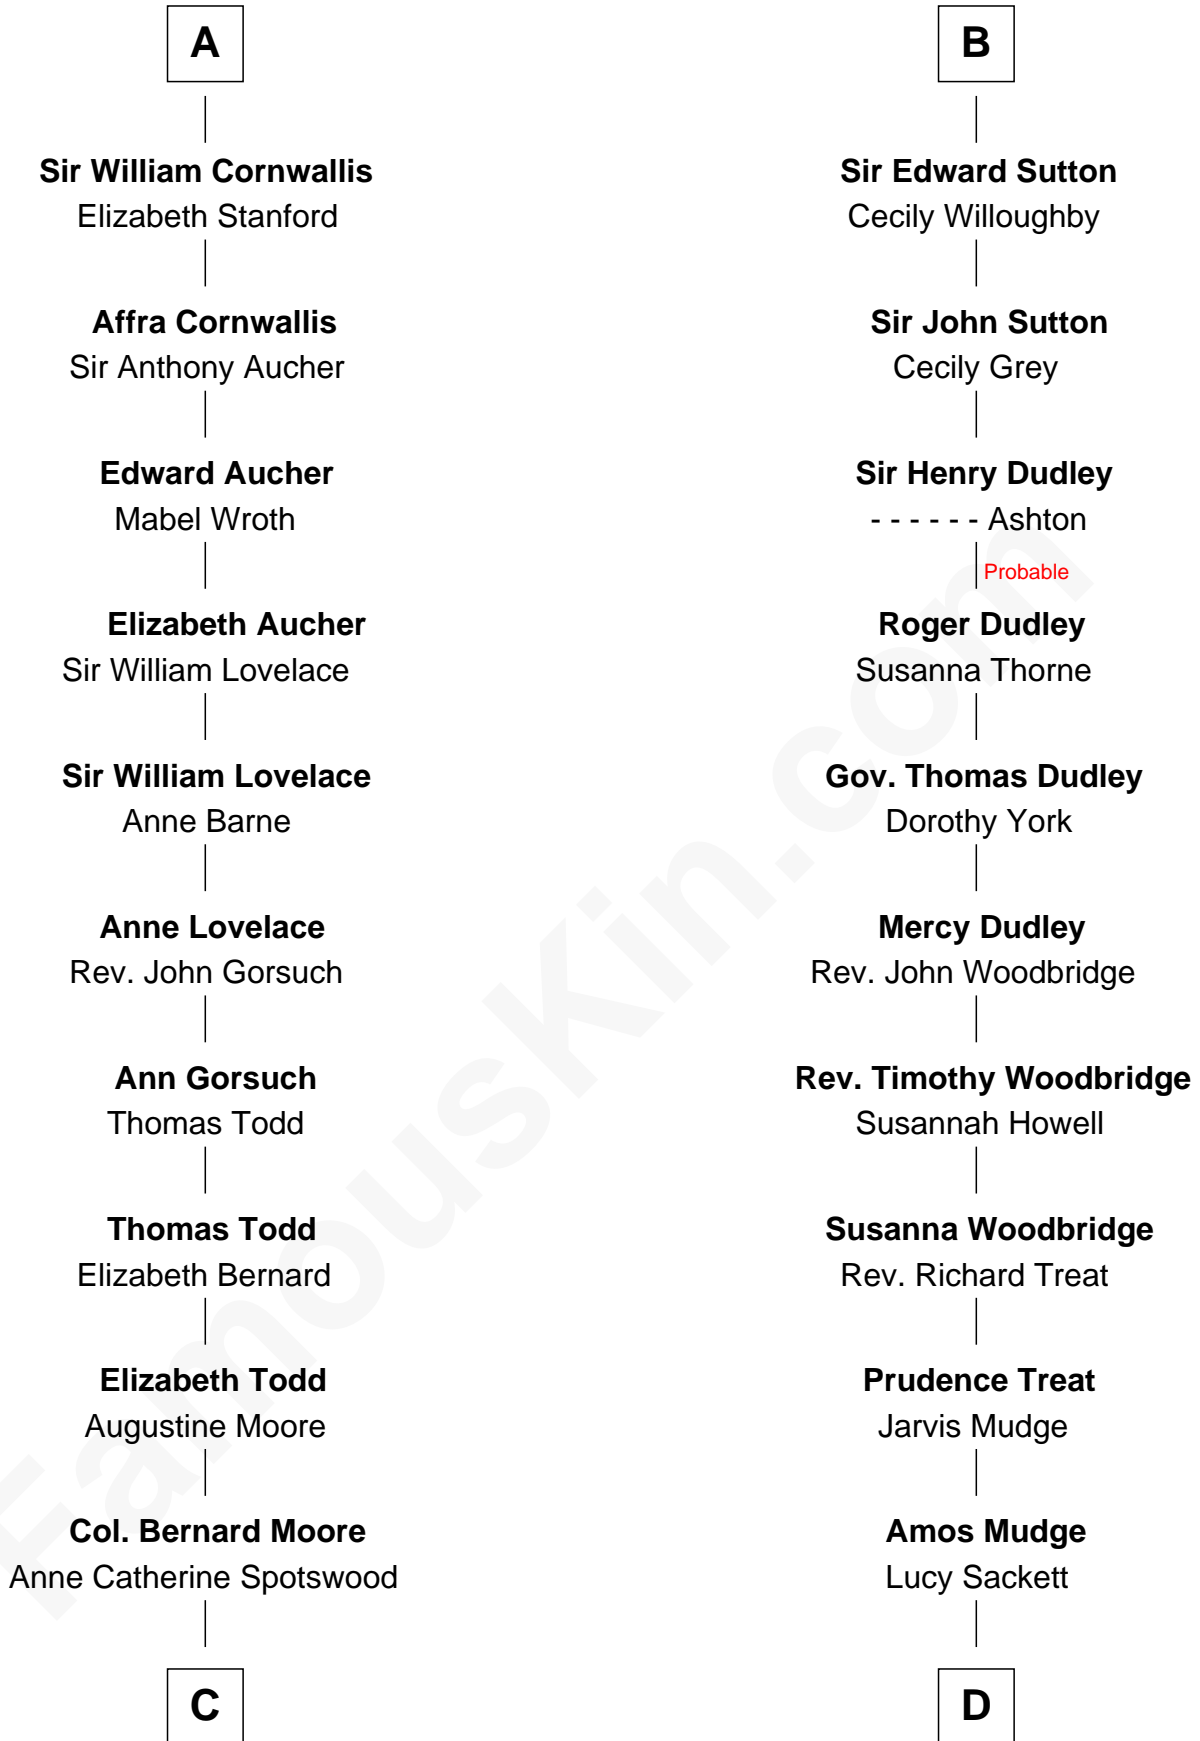 A
Sir William Cornwallis
Elizabeth Stanford
Affra Cornwallis
Sir Anthony Aucher
Edward Aucher
Mabel Wroth
Elizabeth Aucher
Sir William Lovelace
Sir William Lovelace
Anne Barne
Anne Lovelace
Rev. John Gorsuch
Ann Gorsuch
Thomas Todd
Thomas Todd
Elizabeth Bernard
Elizabeth Todd
Augustine Moore
Col. Bernard Moore
Anne Catherine Spotswood
C
B
Sir Edward Sutton
Cecily Willoughby
Sir John Sutton
Cecily Grey
Sir Henry Dudley
- - - - - - Ashton
Probable
Roger Dudley
Susanna Thorne
Gov. Thomas Dudley
Dorothy York
Mercy Dudley
Rev. John Woodbridge
Rev. Timothy Woodbridge
Susannah Howell
Susanna Woodbridge
Rev. Richard Treat
Prudence Treat
Jarvis Mudge
Amos Mudge
Lucy Sackett
D
FamousKin.com